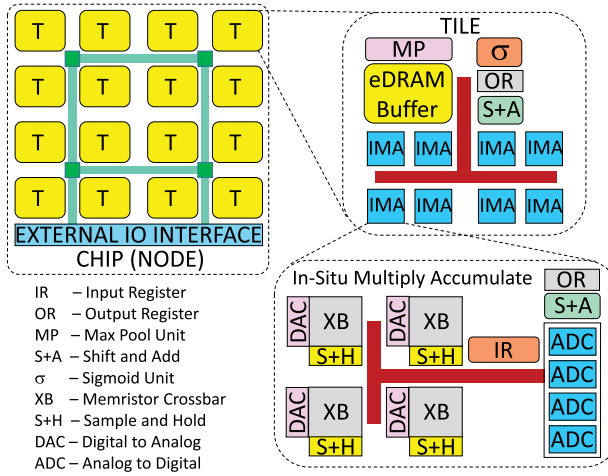 T T T T
T T T T
T T T T
T T T T
EXTERNAL IO INTERFACE
CHIP (NODE)
TILE
MP σ
eDRAM OR
Buffer S+A
IMA IMA IMA IMA
IMA IMA IMA IMA
In-Situ Multiply Accumulate OR
S+A
DAC XB DAC XB
S+H S+H
IR
DAC XB DAC XB
S+H S+H
ADC
ADC
ADC
ADC
IR – Input Register
OR – Output Register
MP – Max Pool Unit
S+A – Shift and Add
σ – Sigmoid Unit
XB – Memristor Crossbar
S+H – Sample and Hold
DAC – Digital to Analog
ADC – Analog to Digital